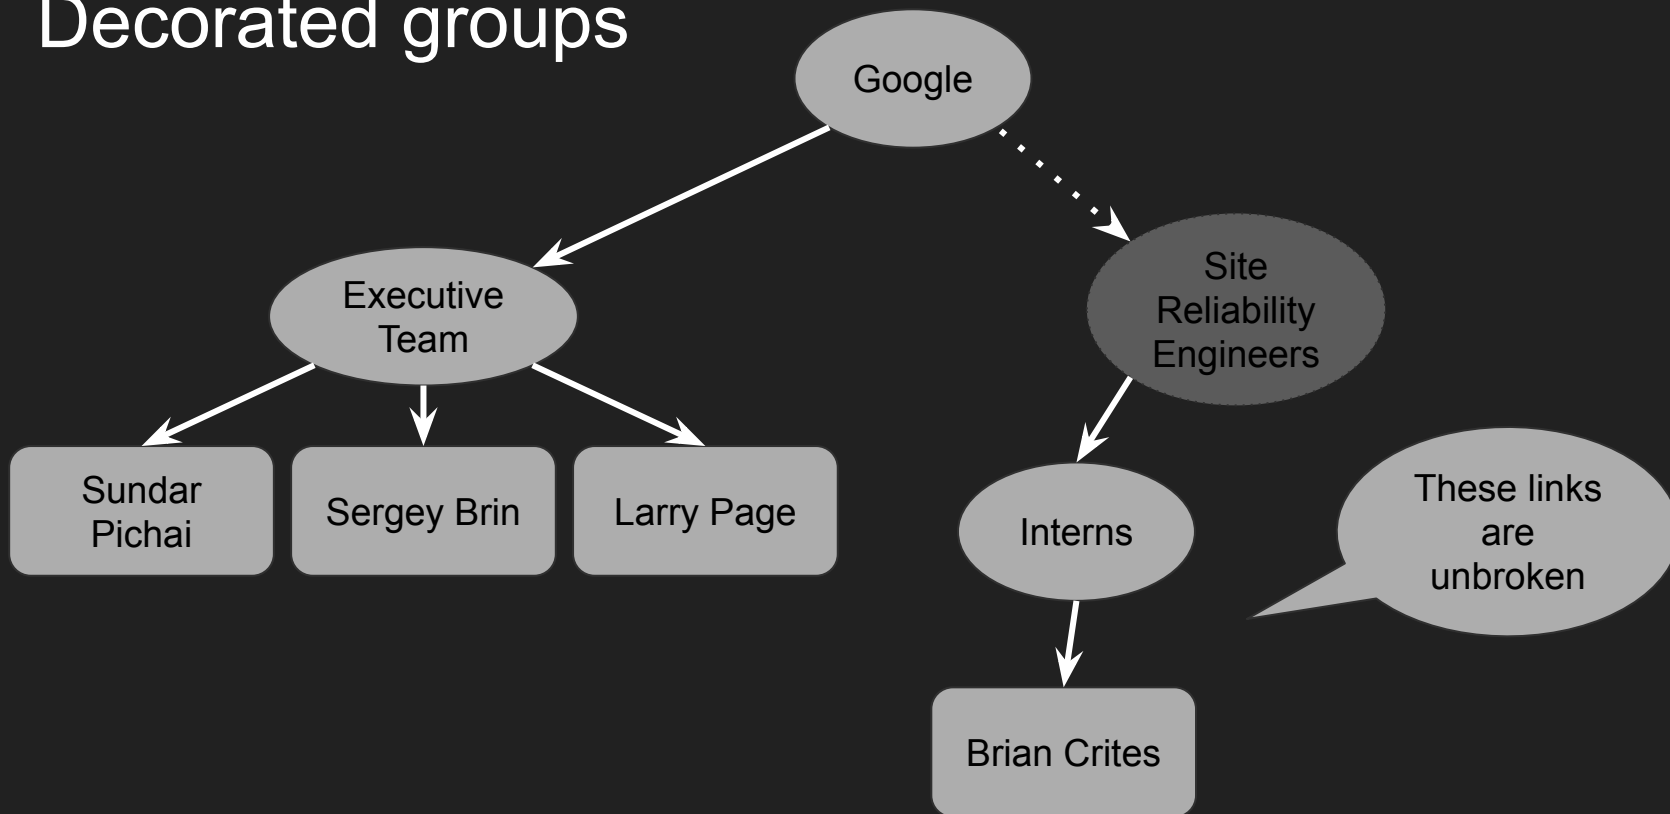 Decorated groups
Google
Executive
Team
Site
Reliability
Engineers
Sundar
Pichai
Sergey Brin
Larry Page
Interns
These links
are
unbroken
Brian Crites